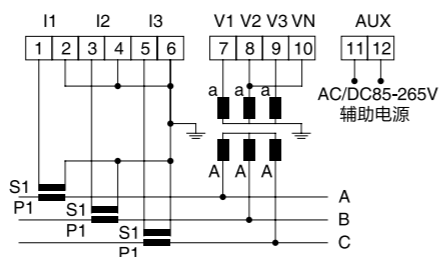 I1 I2 I3 V1 V2 V3 VN AUX
1 2 3 4 5 6 7 8 9 10 11 12
a a a
AC/DC85-265V
辅助电源
A A A
S1
P1
A
S1
P1
B
S1
P1
C